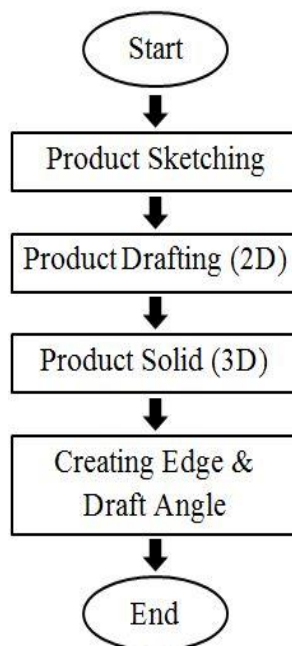 Start
Product Sketching
Product Drafting (2D)
Product Solid (3D)
Creating Edge &
Draft Angle
End